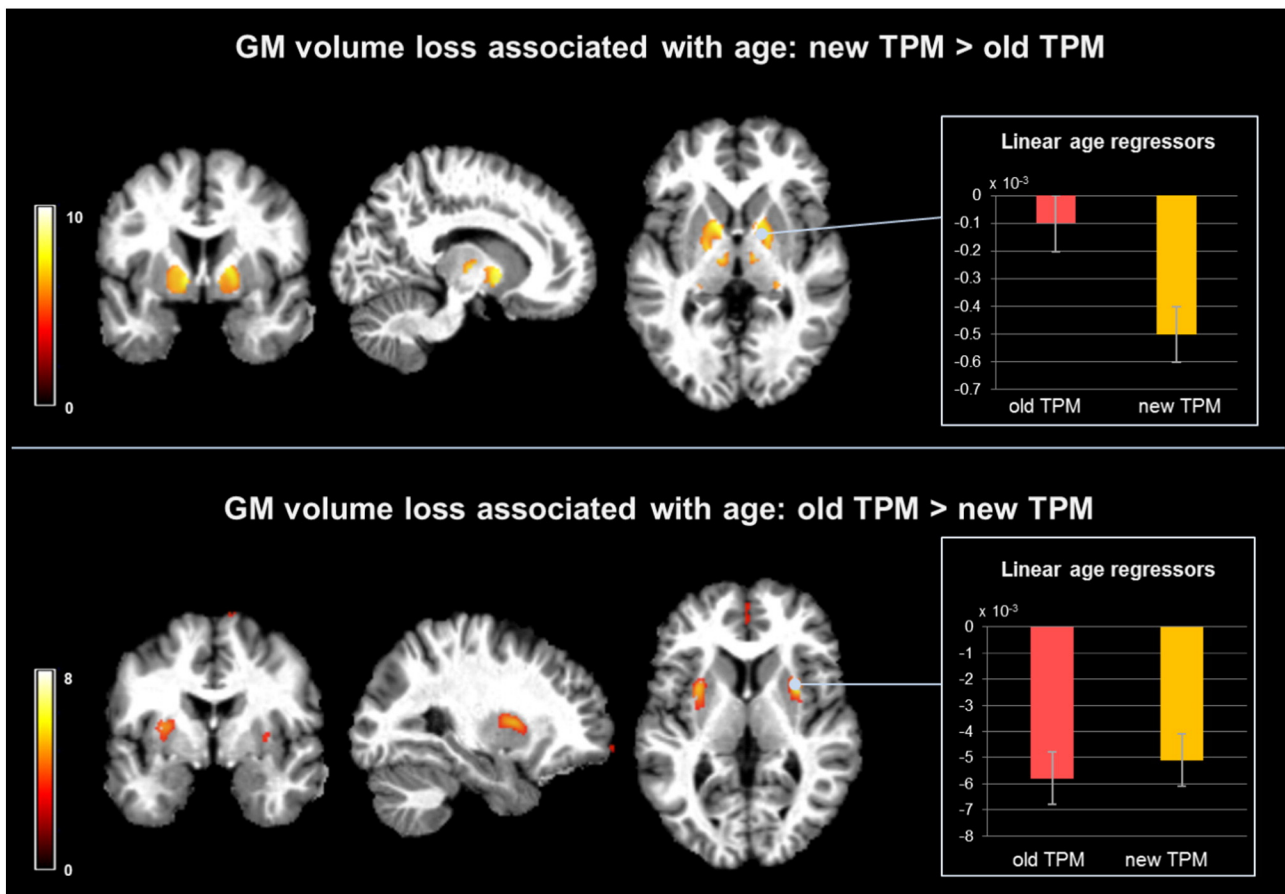 GM volume loss associated with age: new TPM > old TPM
10
0
Linear age regressors
x 10-3
0
-0.1
-0.2
-0.3
-0.4
-0.5
-0.6
-0.7
old TPM
new TPM
GM volume loss associated with age: old TPM > new TPM
8
0
Linear age regressors
x 10-3
0
-1
-2
-3
-4
-5
-6
-7
-8
old TPM
new TPM